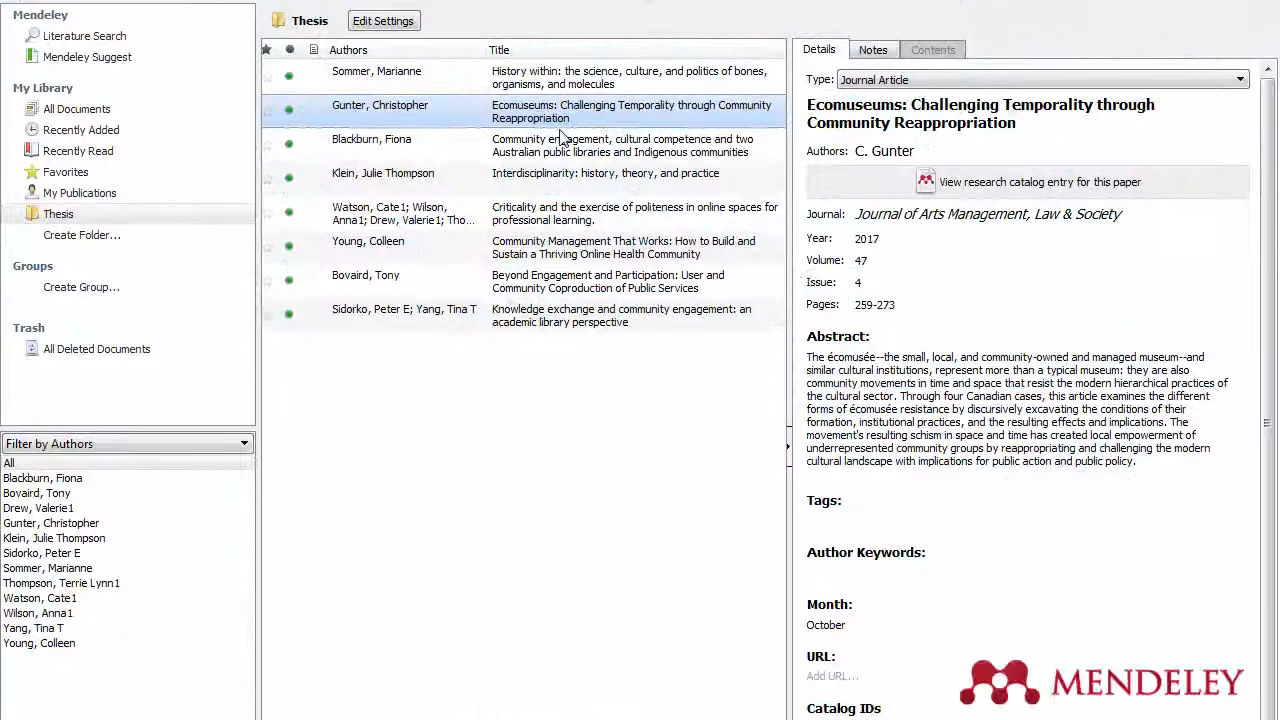 Mendeley
Literature Search
Mendeley Suggest
My Library
All Documents
Recently Added
Recently Read
Favorites
My Publications
Thesis
Create Folder...
Groups
Create Group...
Trash
All Deleted Documents
Filter by Authors
All
Blackburn, Fiona
Bovaird, Tony
Drew, Valerie1
Gunter, Christopher
Klein, Julie Thompson
Sidorko, Peter E
Sommer, Marianne
Thompson, Terrie Lynn1
Watson, Cate1
Wilson, Anna1
Yang, Tina T
Young, Colleen
Thesis
Edit Settings
Authors Title
Sommer, Marianne History within: the science, culture, and politics of bones,
organisms, and molecules
Gunter, Christopher Ecomuseums: Challenging Temporality through Community
Reappropriation
Blackburn, Fiona Community engagement, cultural competence and two
Australian public libraries and Indigenous communities
Klein, Julie Thompson Interdisciplinarity: history, theory, and practice
Watson, Cate1; Wilson, Criticality and the exercise of politeness in online spaces for
Anna1; Drew, Valerie1; Tho... professional learning.
Young, Colleen Community Management That Works: How to Build and
Sustain a Thriving Online Health Community
Bovaird, Tony Beyond Engagement and Participation: User and
Community Coproduction of Public Services
Sidorko, Peter E; Yang, Tina T Knowledge exchange and community engagement: an
academic library perspective
Details Notes Contents
Type: Journal Article
Ecomuseums: Challenging Temporality through
Community Reappropriation
Authors: C. Gunter
View research catalog entry for this paper
Journal: Journal of Arts Management, Law & Society
Year: 2017
Volume: 47
Issue: 4
Pages: 259-273
Abstract:
The écomusée--the small, local, and community-owned and managed museum--and
similar cultural institutions, represent more than a typical museum: they are also
community movements in time and space that resist the modern hierarchical practices of
the cultural sector. Through four Canadian cases, this article examines the different
forms of écomusée resistance by discursively excavating the conditions of their
formation, institutional practices, and the resulting effects and implications. The
movement's resulting schism in space and time has created local empowerment of
underrepresented community groups by reappropriating and challenging the modern
cultural landscape with implications for public action and public policy.
Tags:
Author Keywords:
Month:
October
URL:
Add URL...
Catalog IDs
MENDELEY